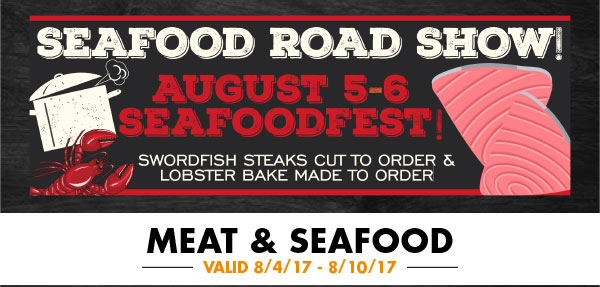 SEAFOOD ROAD SHOW!
AUGUST 5-6
SEAFOODFEST!
SWORDFISH STEAKS CUT TO ORDER &
LOBSTER BAKE MADE TO ORDER
MEAT & SEAFOOD
VALID 8/4/17 - 8/10/17